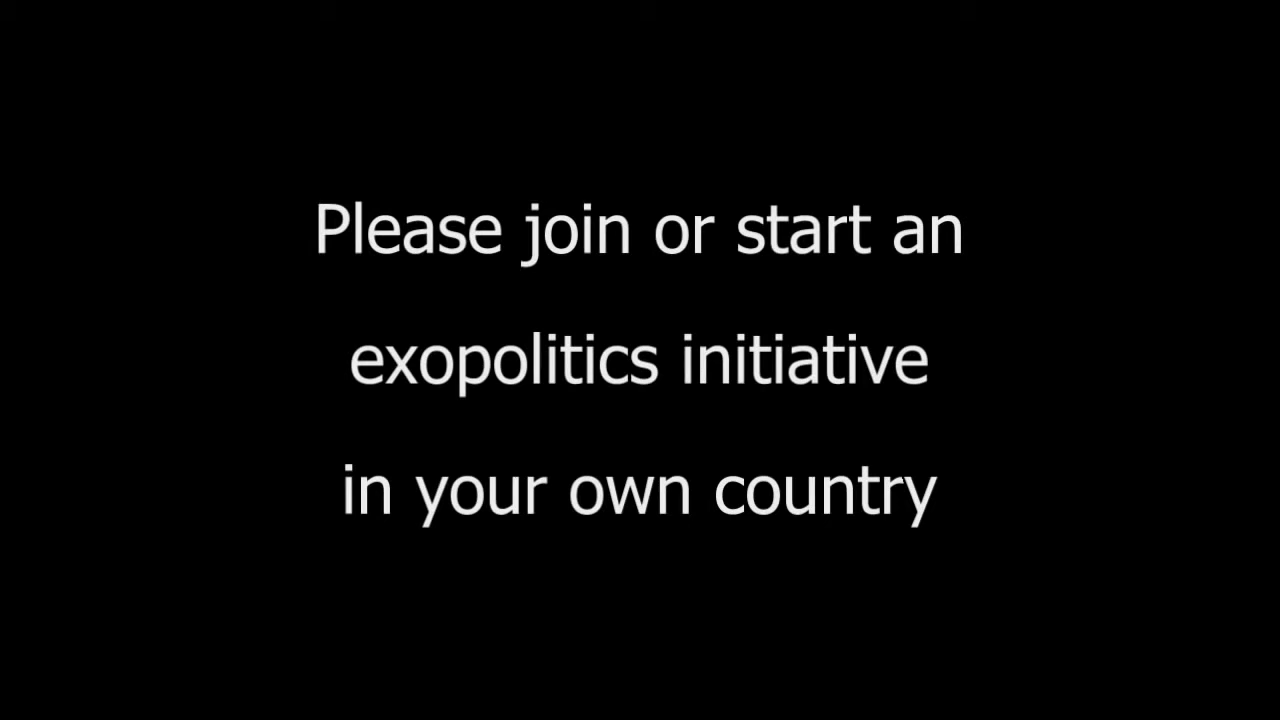 Please join or start an
exopolitics initiative
in your own country